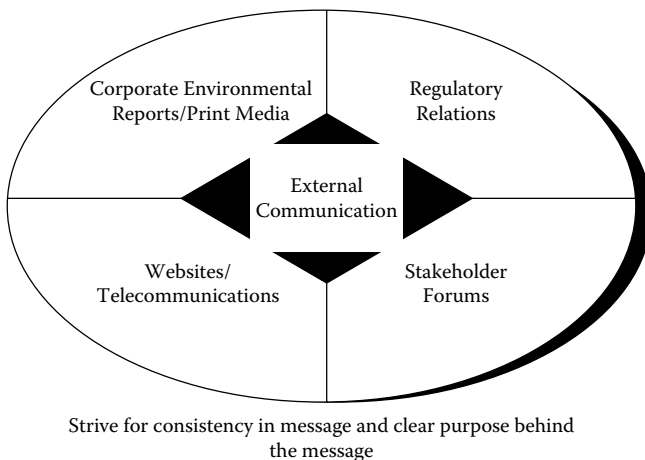 Corporate Environmental
Reports/Print Media
Regulatory
Relations
External
Communication
Websites/
Telecommunications
Stakeholder
Forums
Strive for consistency in message and clear purpose behind
the message